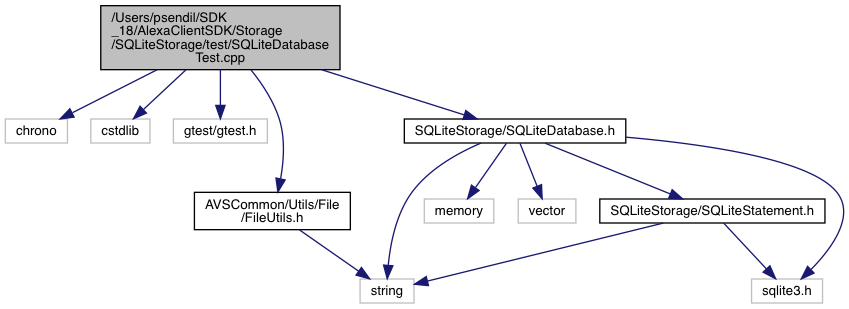 /Users/psendil/SDK
_18/AlexaClientSDK/Storage
/SQLiteStorage/test/SQLiteDatabase
Test.cpp
chrono
cstdlib
gtest/gtest.h
SQLiteStorage/SQLiteDatabase.h
AVSCommon/Utils/File
/FileUtils.h
memory
vector
SQLiteStorage/SQLiteStatement.h
string
sqlite3.h